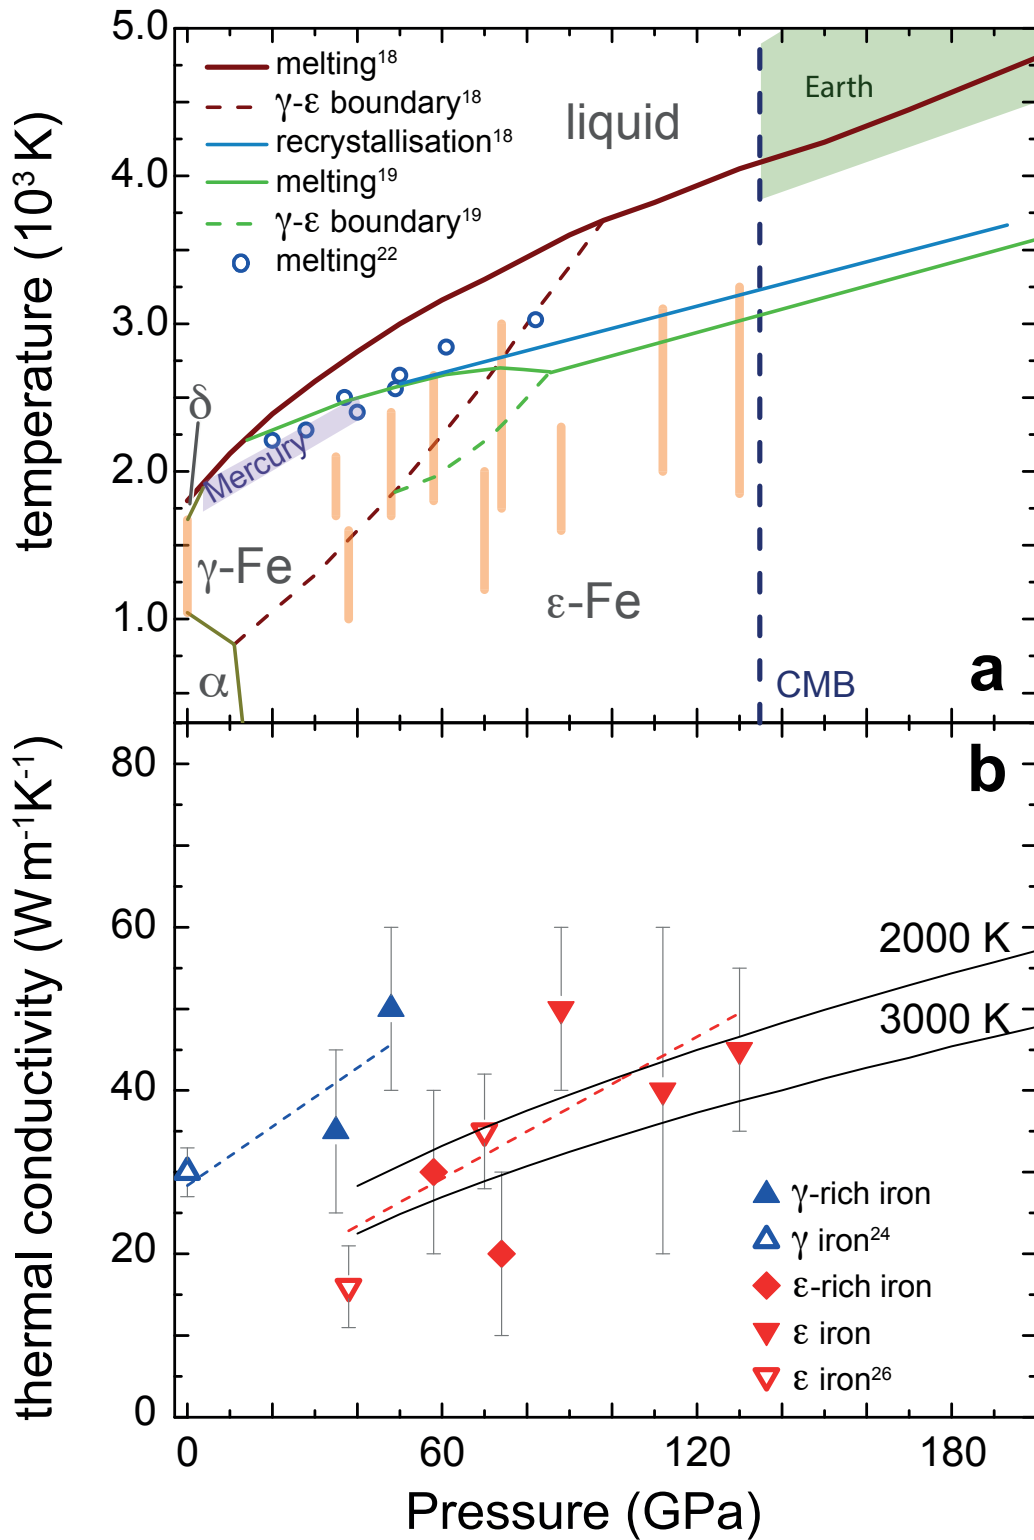 5.0
4.0
3.0
2.0
1.0
temperature (10³ K)
melting¹⁸
γ-ε boundary¹⁸
recrystallisation¹⁸
melting¹⁹
γ-ε boundary¹⁹
melting²²
liquid
Earth
δ
Mercury
γ-Fe
ε-Fe
α
CMB
a
b
80
60
40
20
0
thermal conductivity (W m⁻¹K⁻¹)
2000 K
3000 K
γ-rich iron
γ iron²⁴
ε-rich iron
ε iron
ε iron²⁶
0
60
120
180
Pressure (GPa)